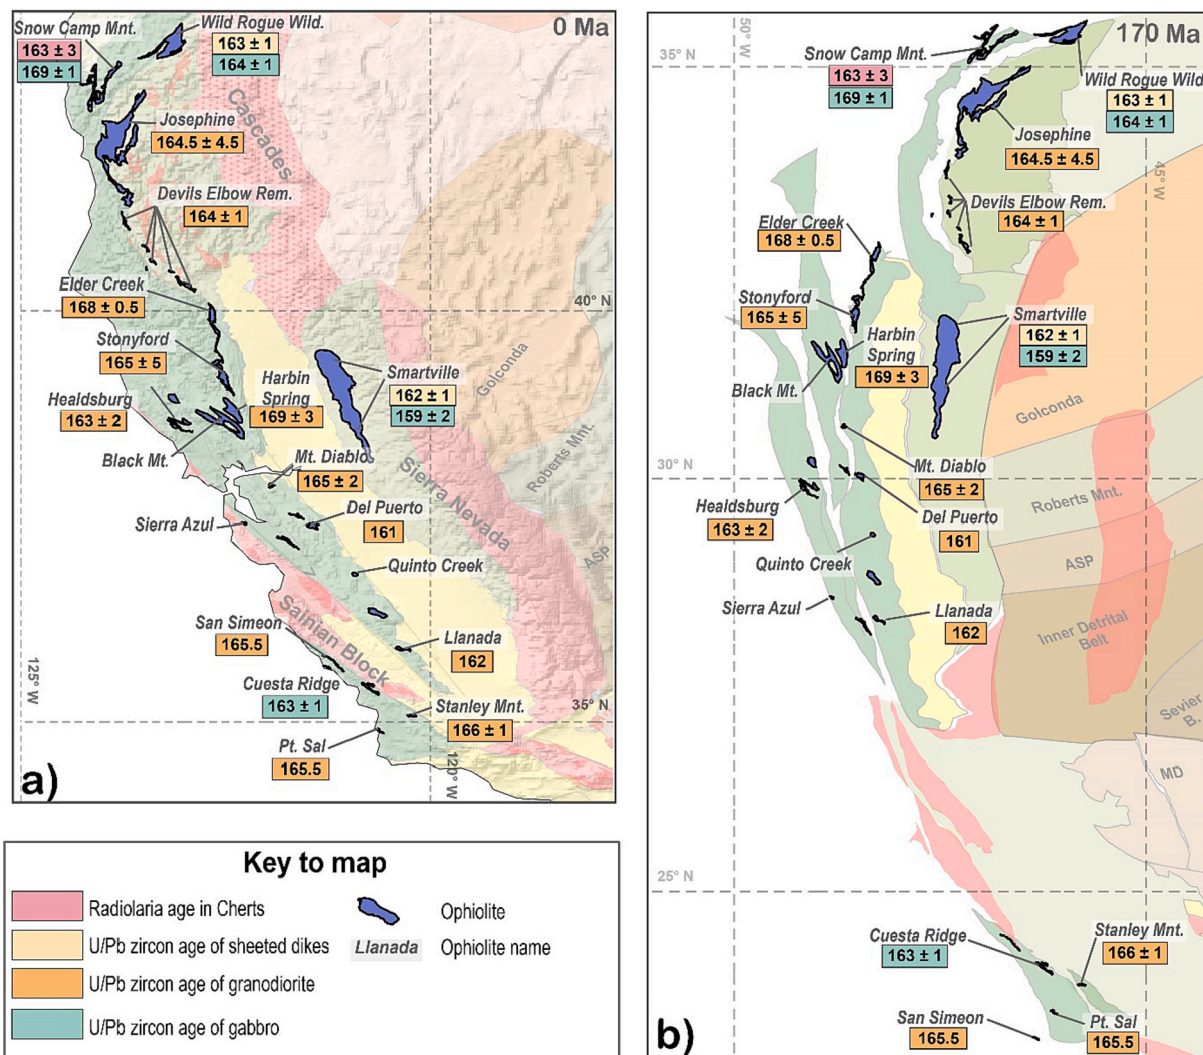 0 Ma
Snow Camp Mnt.
163 ± 3
169 ± 1
Wild Rogue Wild.
163 ± 1
164 ± 1
Cascades
Josephine
164.5 ± 4.5
Devils Elbow Rem.
164 ± 1
Elder Creek
168 ± 0.5
40° N
Stonyford
165 ± 5
Harbin
Spring
169 ± 3
Smartville
162 ± 1
159 ± 2
Golconda
Healdsburg
163 ± 2
Black Mt.
Roberts Mnt.
Mt. Diablo
165 ± 2
Sierra Nevada
Sierra Azul
Del Puerto
161
ASP
Quinto Creek
Sainian Block
San Simeon
165.5
Llanada
162
125° W
Cuesta Ridge
163 ± 1
35° N
Stanley Mnt.
166 ± 1
Pt. Sal
165.5
120° W
a)
Key to map
Radiolaria age in Cherts
U/Pb zircon age of sheeted dikes
U/Pb zircon age of granodiorite
U/Pb zircon age of gabbro
Ophiolite
Llanada
Ophiolite name
50° W
170 Ma
35° N
Snow Camp Mnt.
163 ± 3
169 ± 1
Wild Rogue Wild.
163 ± 1
164 ± 1
Josephine
164.5 ± 4.5
45° W
Devils Elbow Rem.
164 ± 1
Elder Creek
168 ± 0.5
Stonyford
165 ± 5
Smartville
162 ± 1
159 ± 2
Harbin
Spring
169 ± 3
Black Mt.
Golconda
Mt. Diablo
165 ± 2
30° N
Healdsburg
163 ± 2
Roberts Mnt.
Del Puerto
161
Quinto Creek
ASP
Sierra Azul
Llanada
162
Inner Detrital
Belt
Sevier
B.
MD
25° N
Cuesta Ridge
163 ± 1
Stanley Mnt.
166 ± 1
San Simeon
165.5
Pt. Sal
165.5
b)